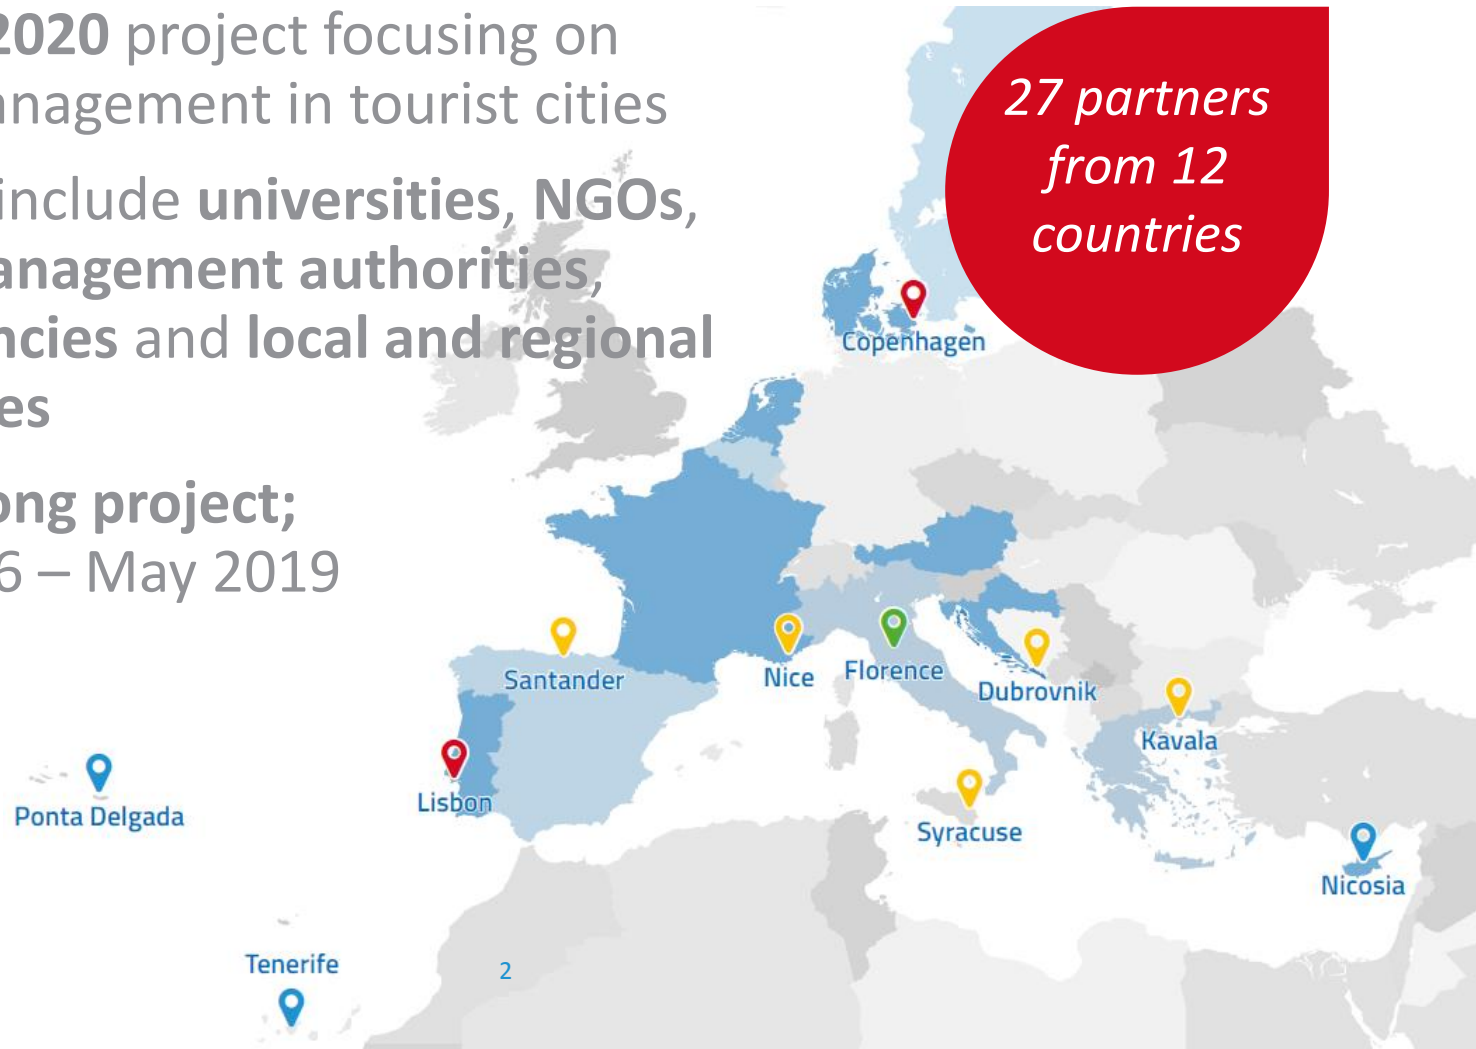 2020 project focusing on
anagement in tourist cities
include universities, NGOs,
anagement authorities,
ncies and local and regional
es
ong project;
6 – May 2019
27 partners
from 12
countries
Copenhagen
Santander
Nice
Florence
Dubrovnik
Kavala
Lisbon
Ponta Delgada
Syracuse
Nicosia
Tenerife
2